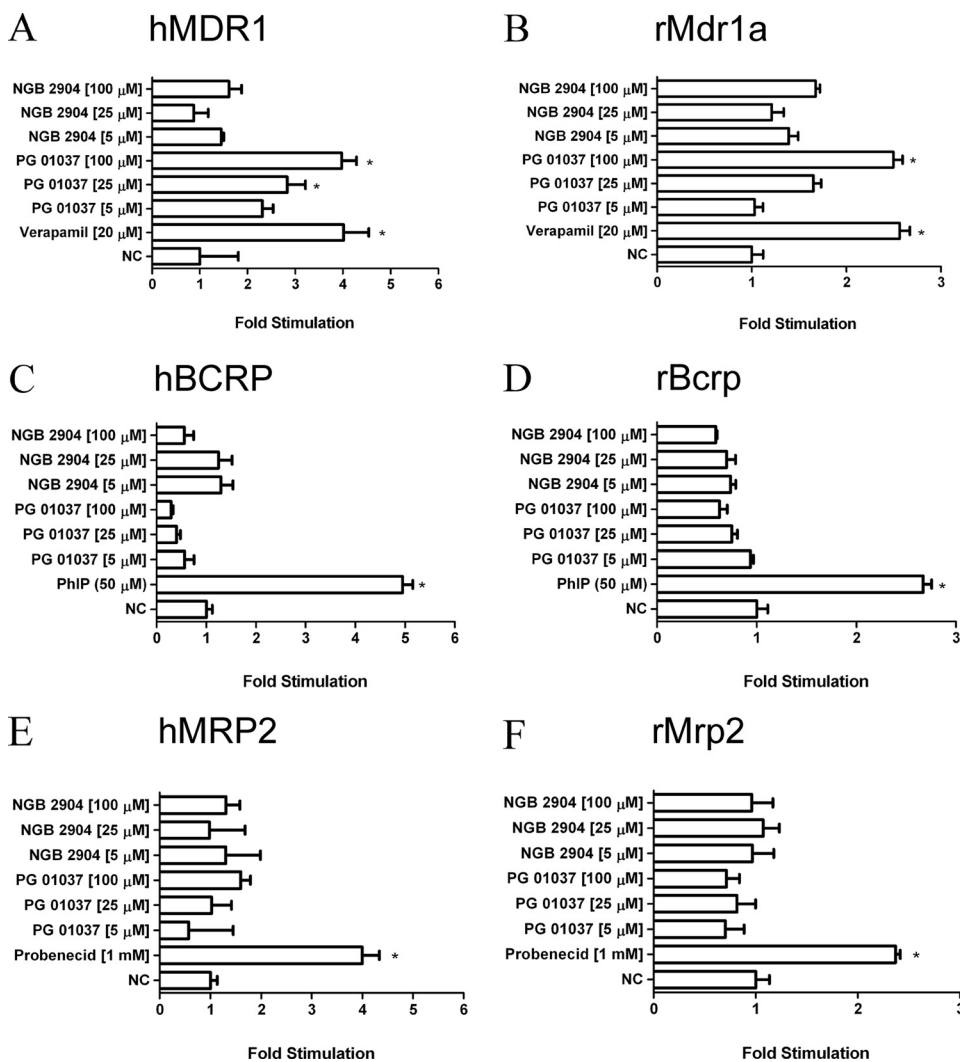 A hMDR1
NGB 2904 [100 μM]
NGB 2904 [25 μM]
NGB 2904 [5 μM]
PG 01037 [100 μM]
*
PG 01037 [25 μM]
*
PG 01037 [5 μM]
Verapamil [20 μM]
*
NC
0 1 2 3 4 5 6
Fold Stimulation
B rMdr1a
NGB 2904 [100 μM]
NGB 2904 [25 μM]
NGB 2904 [5 μM]
PG 01037 [100 μM]
*
PG 01037 [25 μM]
PG 01037 [5 μM]
Verapamil [20 μM]
*
NC
0 1 2 3
Fold Stimulation
C hBCRP
NGB 2904 [100 μM]
NGB 2904 [25 μM]
NGB 2904 [5 μM]
PG 01037 [100 μM]
PG 01037 [25 μM]
PG 01037 [5 μM]
PhIP (50 μM)
*
NC
0 1 2 3 4 5 6
Fold Stimulation
D rBcrp
NGB 2904 [100 μM]
NGB 2904 [25 μM]
NGB 2904 [5 μM]
PG 01037 [100 μM]
PG 01037 [25 μM]
PG 01037 [5 μM]
PhIP (50 μM)
*
NC
0 1 2 3
Fold Stimulation
E hMRP2
NGB 2904 [100 μM]
NGB 2904 [25 μM]
NGB 2904 [5 μM]
PG 01037 [100 μM]
PG 01037 [25 μM]
PG 01037 [5 μM]
Probenecid [1 mM]
*
NC
0 2 4 6
Fold Stimulation
F rMrp2
NGB 2904 [100 μM]
NGB 2904 [25 μM]
NGB 2904 [5 μM]
PG 01037 [100 μM]
PG 01037 [25 μM]
PG 01037 [5 μM]
Probenecid [1 mM]
*
NC
0 1 2 3
Fold Stimulation